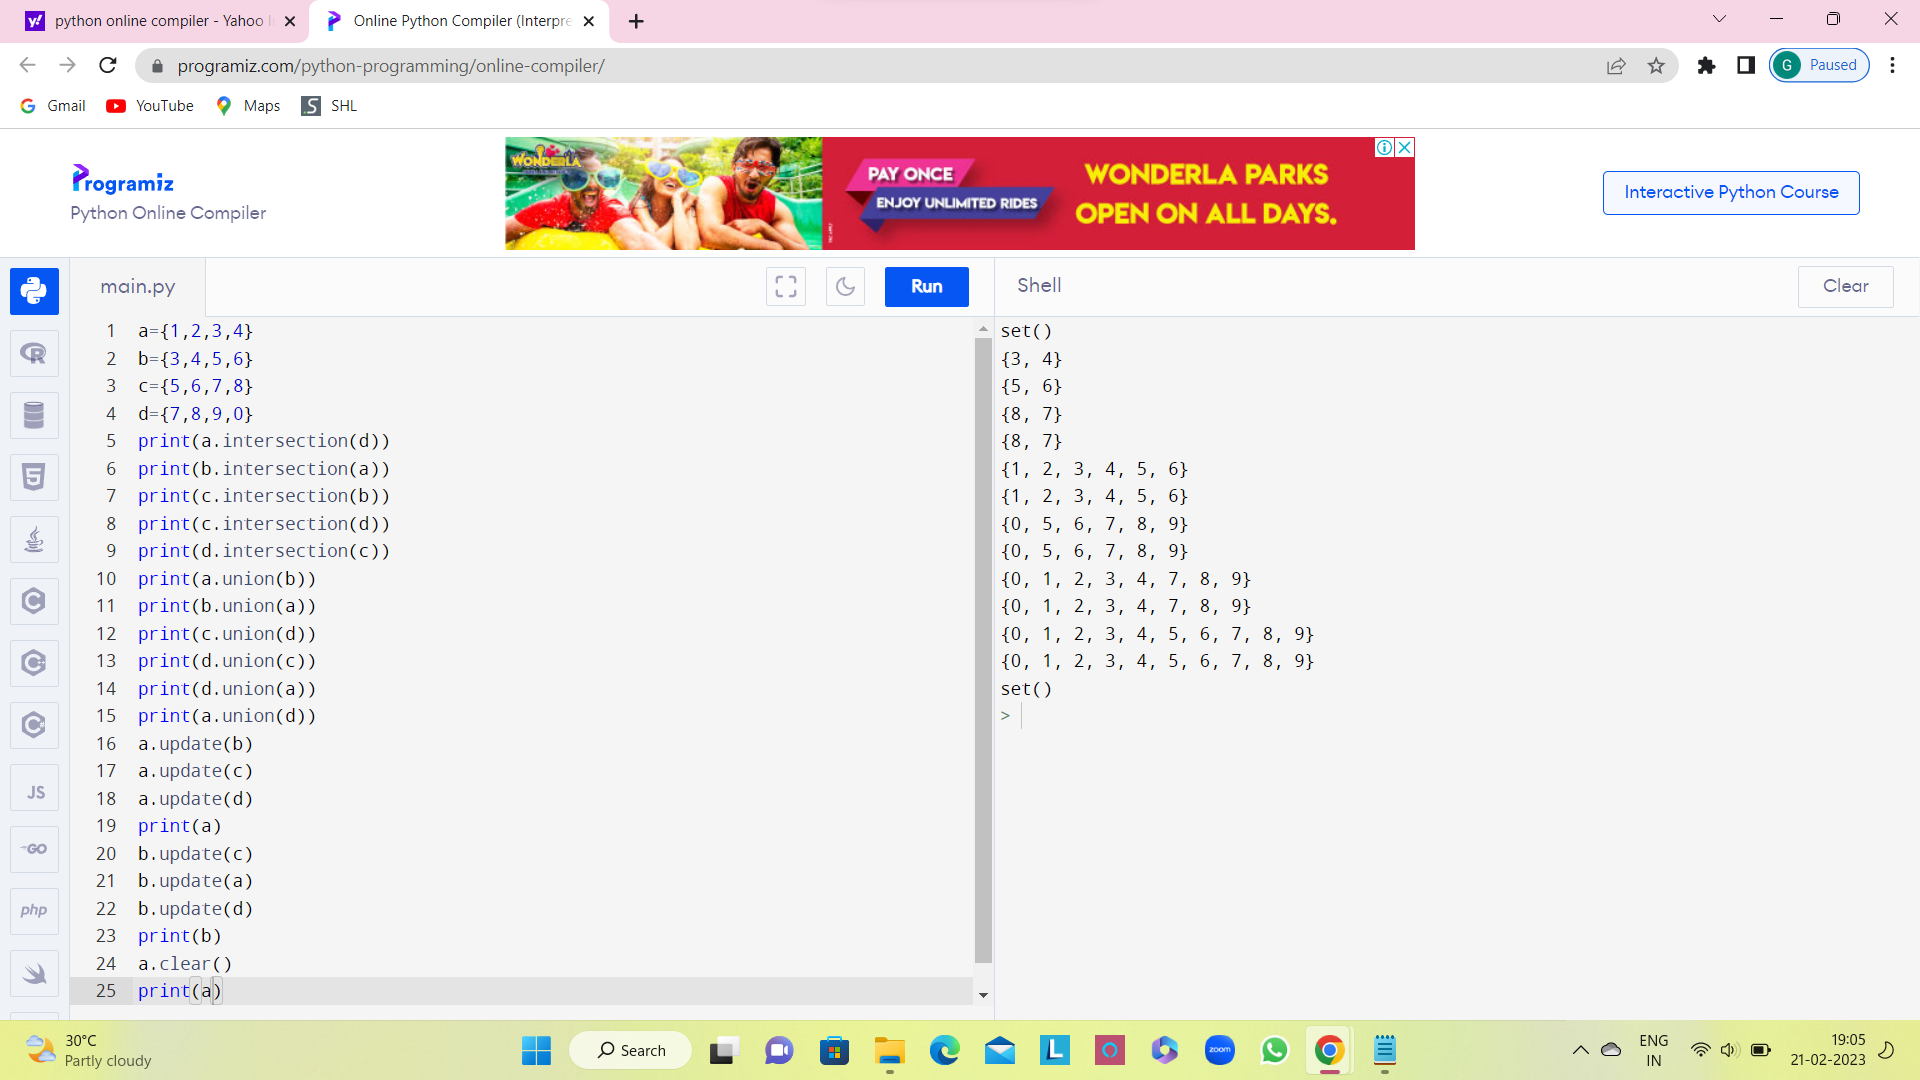 python online compiler - Yahoo
Online Python Compiler (Interpre
programiz.com/python-programming/online-compiler/
G
Paused
Gmail
YouTube
Maps
SHL
Programiz
Python Online Compiler
WONDERLA
PAY ONCE
ENJOY UNLIMITED RIDES
WONDERLA PARKS
OPEN ON ALL DAYS.
Interactive Python Course
main.py
Run
Shell
Clear
1 a={1,2,3,4}
2 b={3,4,5,6}
3 c={5,6,7,8}
4 d={7,8,9,0}
5 print(a.intersection(d))
6 print(b.intersection(a))
7 print(c.intersection(b))
8 print(c.intersection(d))
9 print(d.intersection(c))
10 print(a.union(b))
11 print(b.union(a))
12 print(c.union(d))
13 print(d.union(c))
14 print(d.union(a))
15 print(a.union(d))
16 a.update(b)
17 a.update(c)
18 a.update(d)
19 print(a)
20 b.update(c)
21 b.update(a)
22 b.update(d)
23 print(b)
24 a.clear()
25 print(a)
set()
{3, 4}
{5, 6}
{8, 7}
{8, 7}
{1, 2, 3, 4, 5, 6}
{1, 2, 3, 4, 5, 6}
{0, 5, 6, 7, 8, 9}
{0, 5, 6, 7, 8, 9}
{0, 1, 2, 3, 4, 7, 8, 9}
{0, 1, 2, 3, 4, 7, 8, 9}
{0, 1, 2, 3, 4, 5, 6, 7, 8, 9}
{0, 1, 2, 3, 4, 5, 6, 7, 8, 9}
set()
>
R
5
C
C
C
JS
GO
php
30°C
Partly cloudy
Search
L
zoom
ENG
IN
19:05
21-02-2023